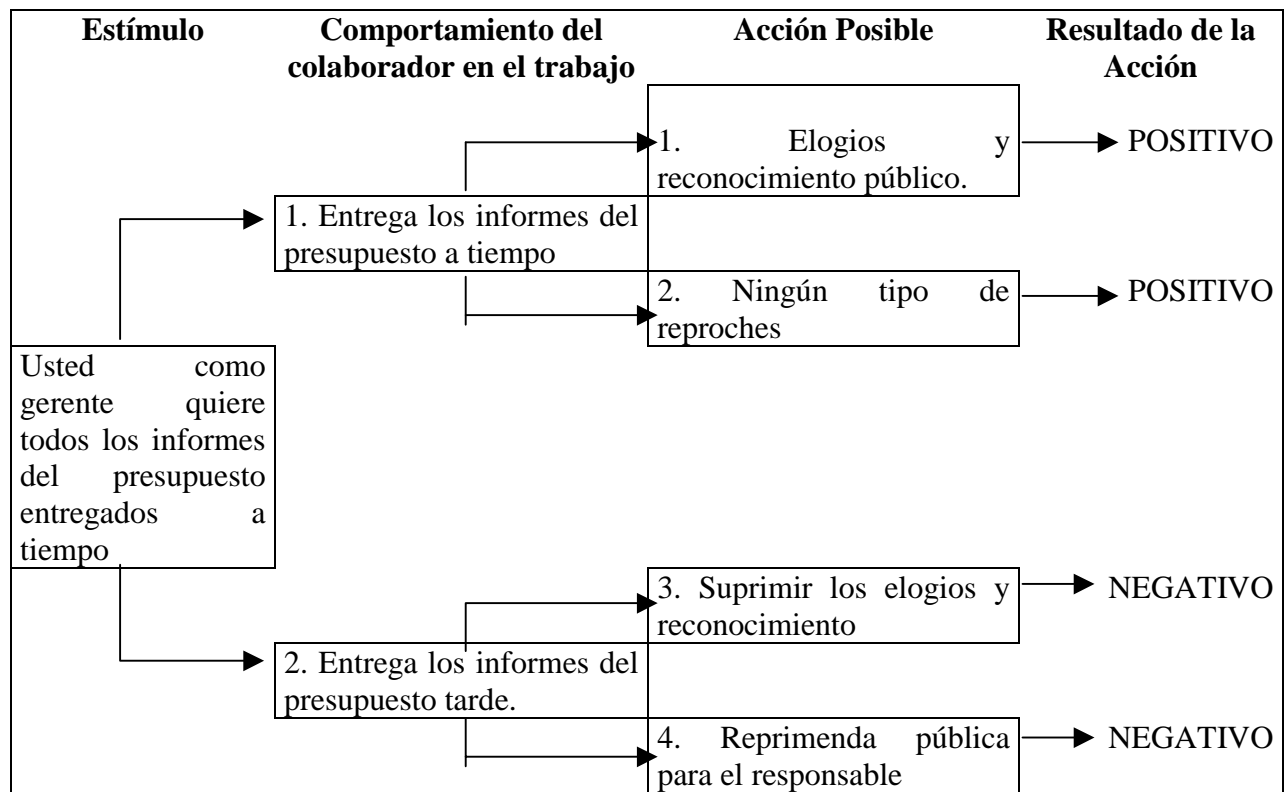 Estímulo
Comportamiento del
colaborador en el trabajo
Acción Posible
Resultado de la
Acción
1. Elogios y
reconocimiento público.
POSITIVO
1. Entrega los informes del
presupuesto a tiempo
2. Ningún tipo de
reproches
POSITIVO
Usted como
gerente quiere
todos los informes
del presupuesto
entregados a
tiempo
3. Suprimir los elogios y
reconocimiento
NEGATIVO
2. Entrega los informes del
presupuesto tarde.
4. Reprimenda pública
para el responsable
NEGATIVO